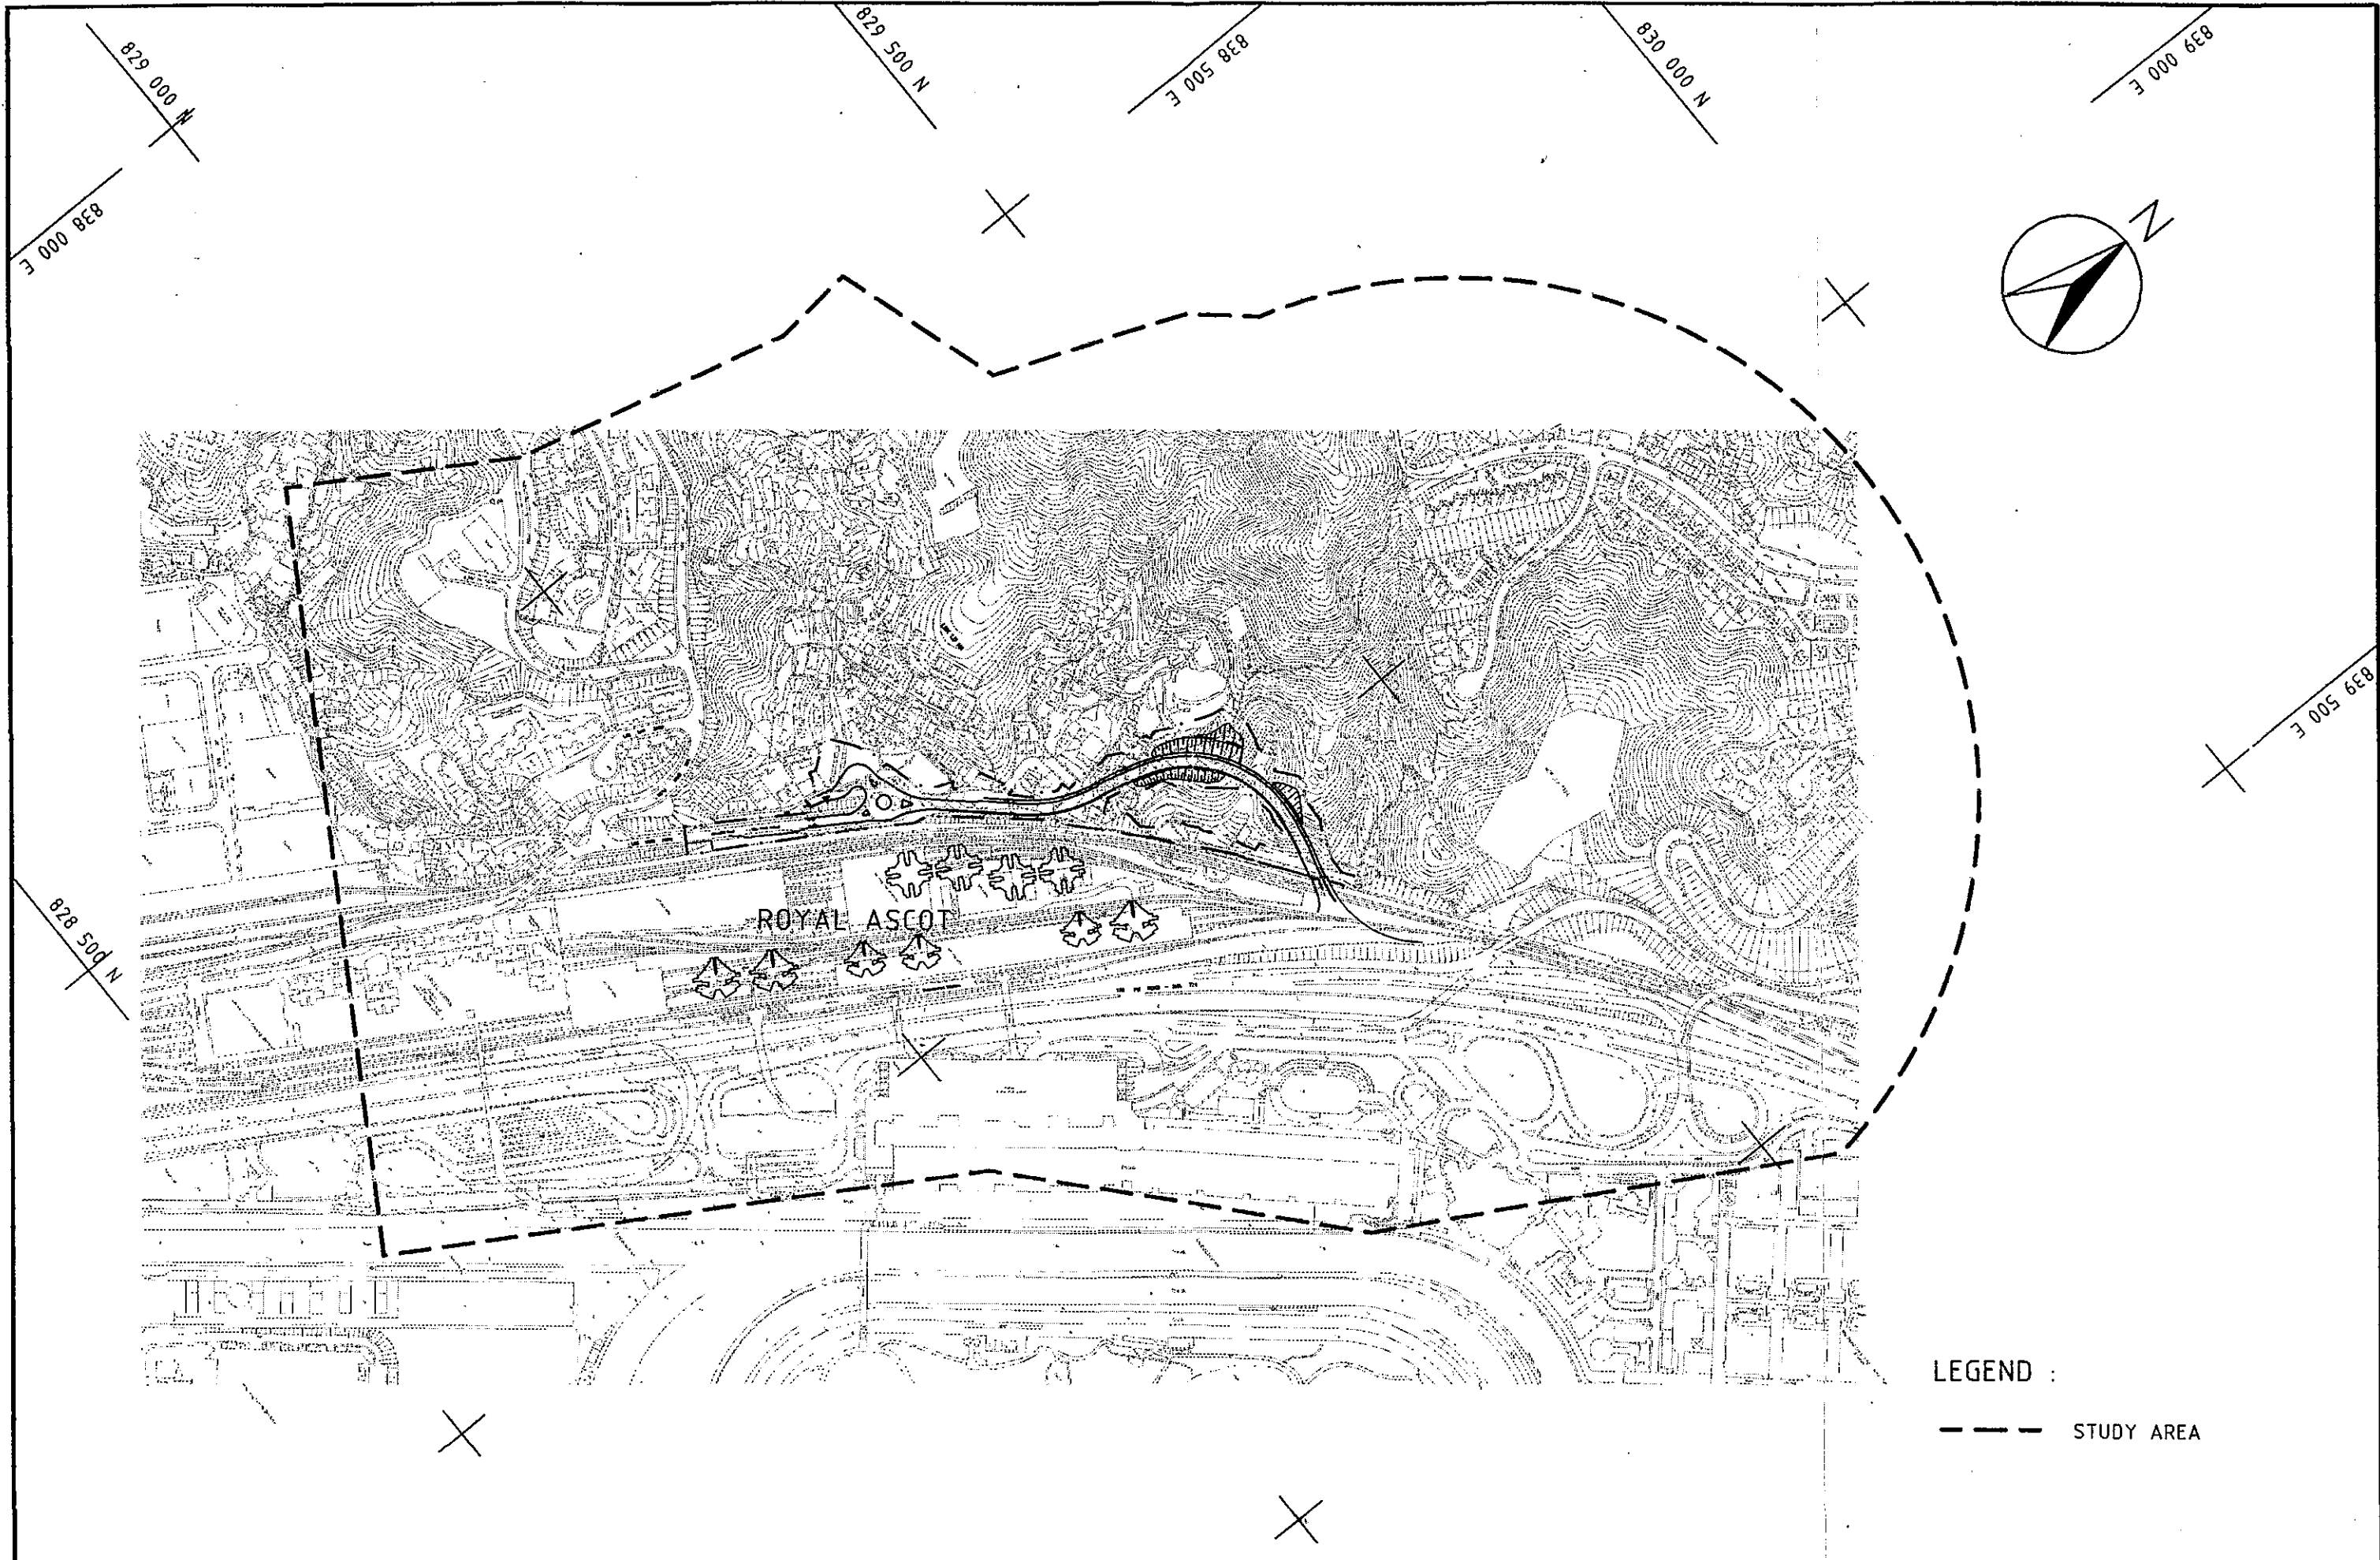 829 000 N
829 500 N
838 500 E
830 000 N
839 000 E
838 000 E
N
839 500 E
828 500 N
ROYAL ASCOT
LEGEND :
STUDY AREA